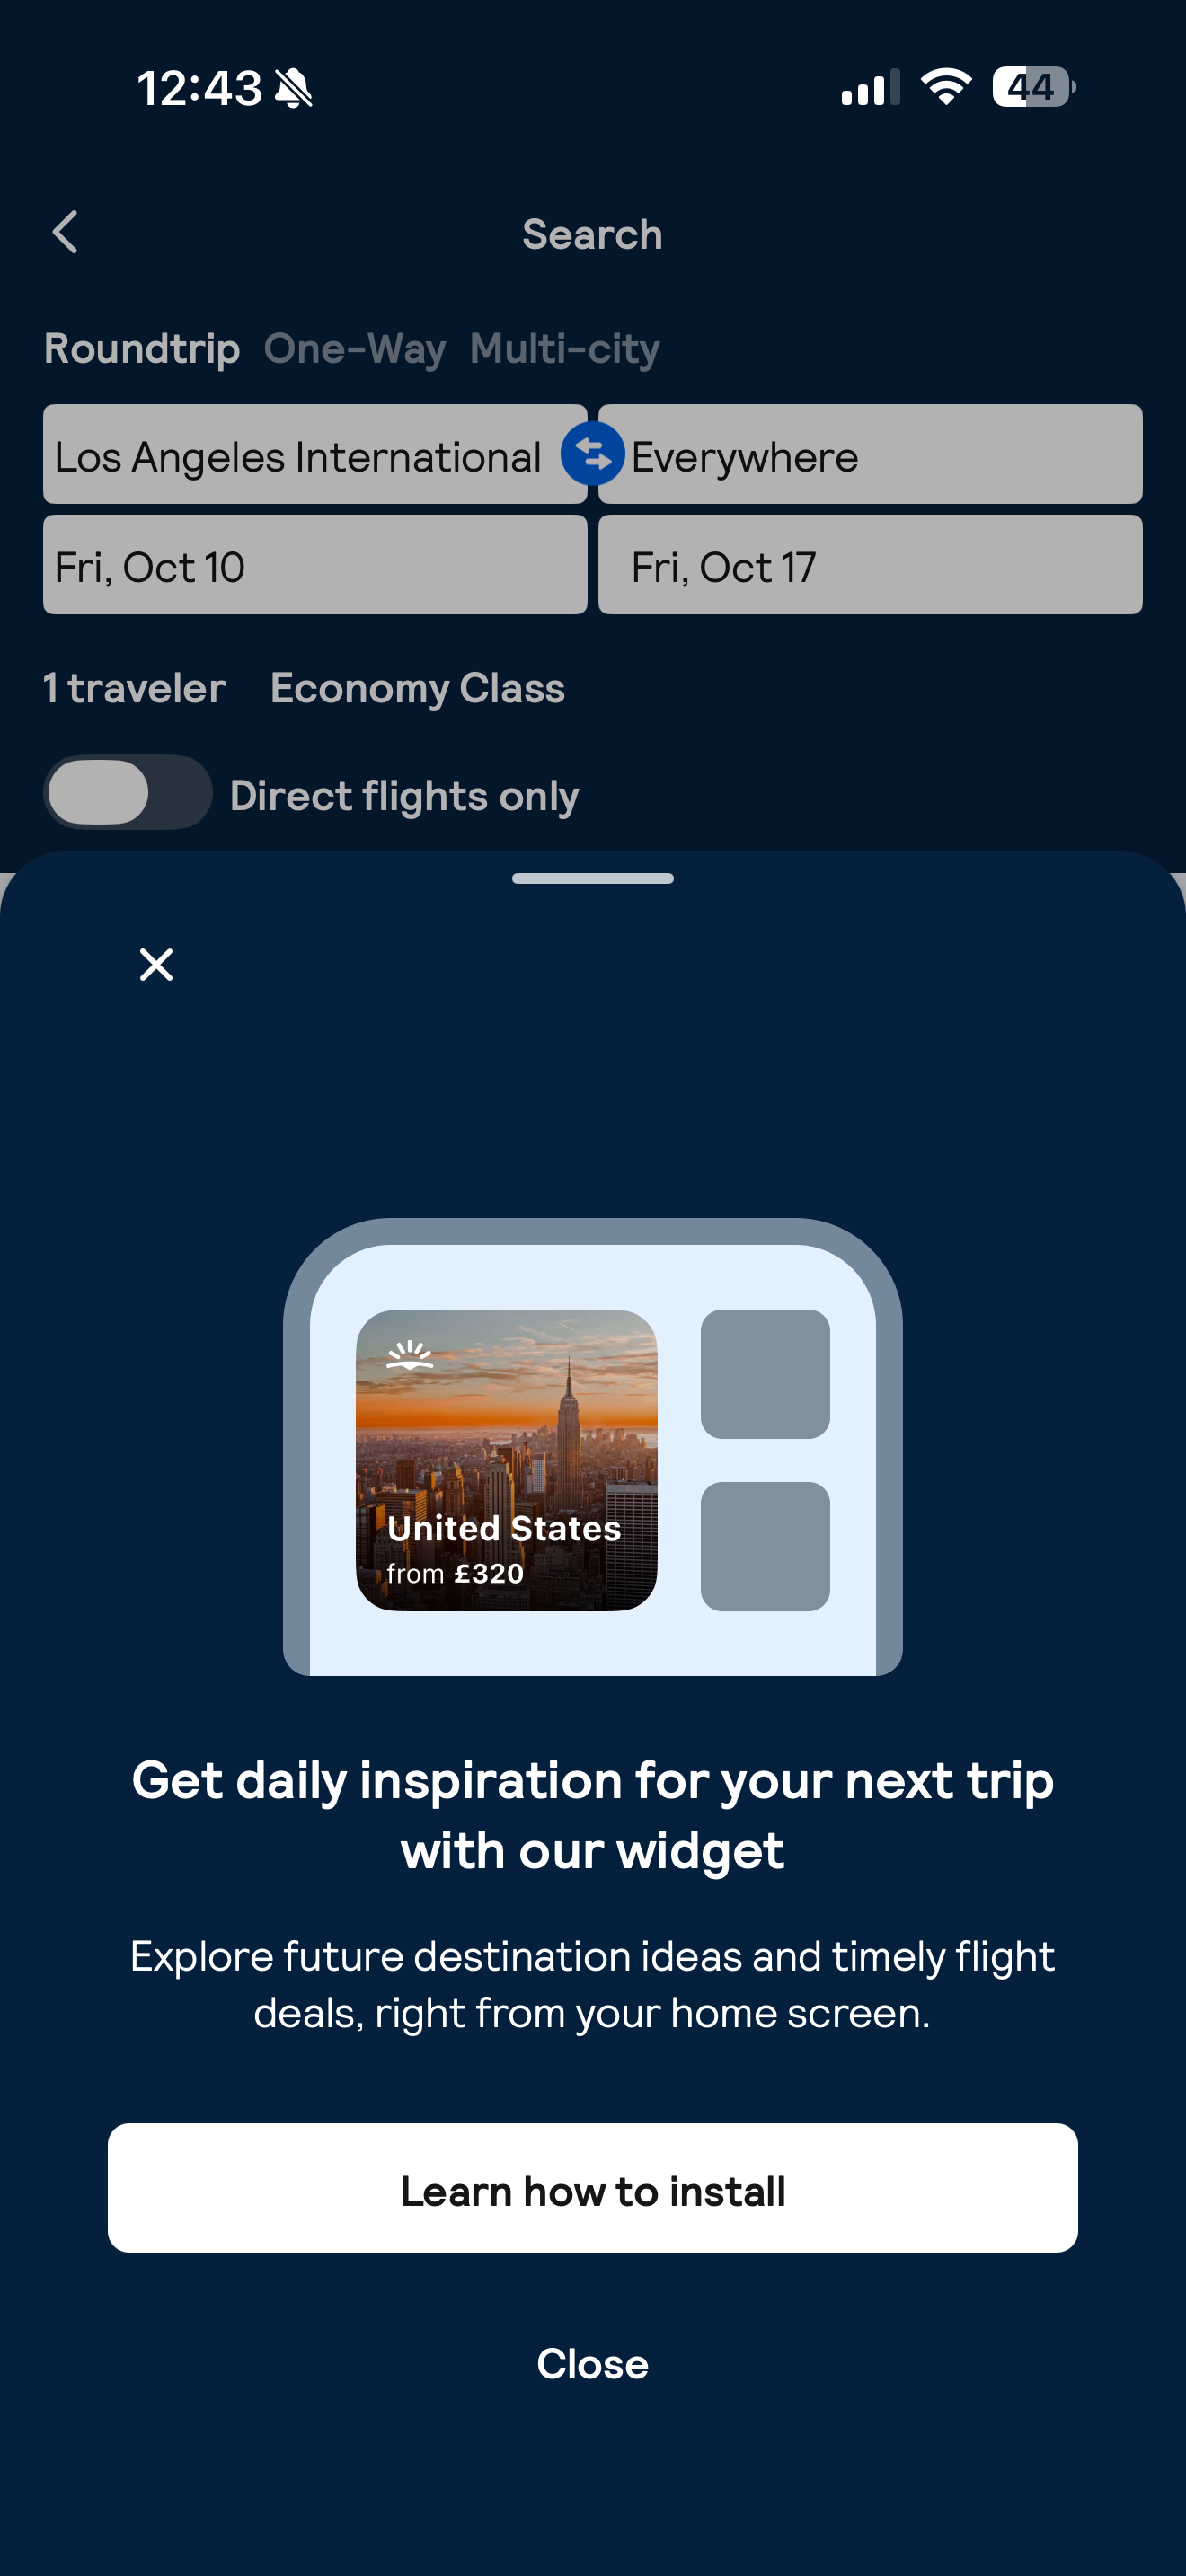 12:43
44
Search
Roundtrip One-Way Multi-city
Los Angeles International Everywhere
Fri, Oct 10 Fri, Oct 17
1 traveler Economy Class
Direct flights only
United States
from £320
Get daily inspiration for your next trip
with our widget
Explore future destination ideas and timely flight
deals, right from your home screen.
Learn how to install
Close